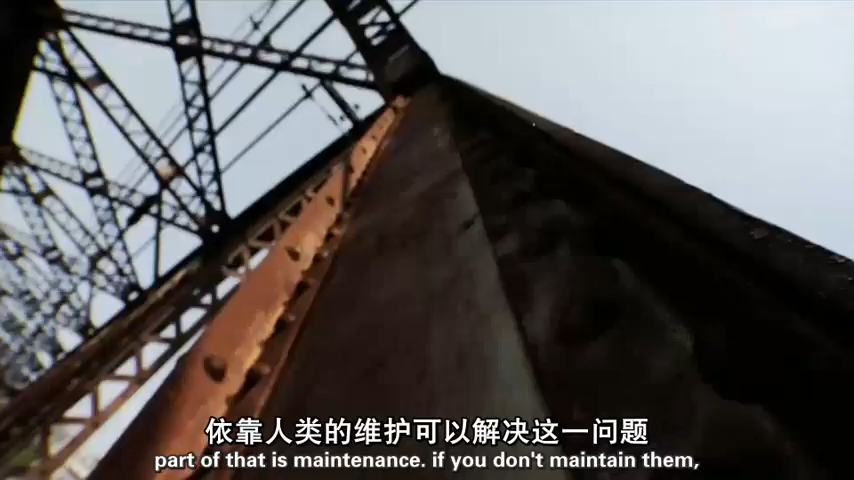 依靠人类的维护可以解决这一问题
part of that is maintenance. if you don't maintain them,